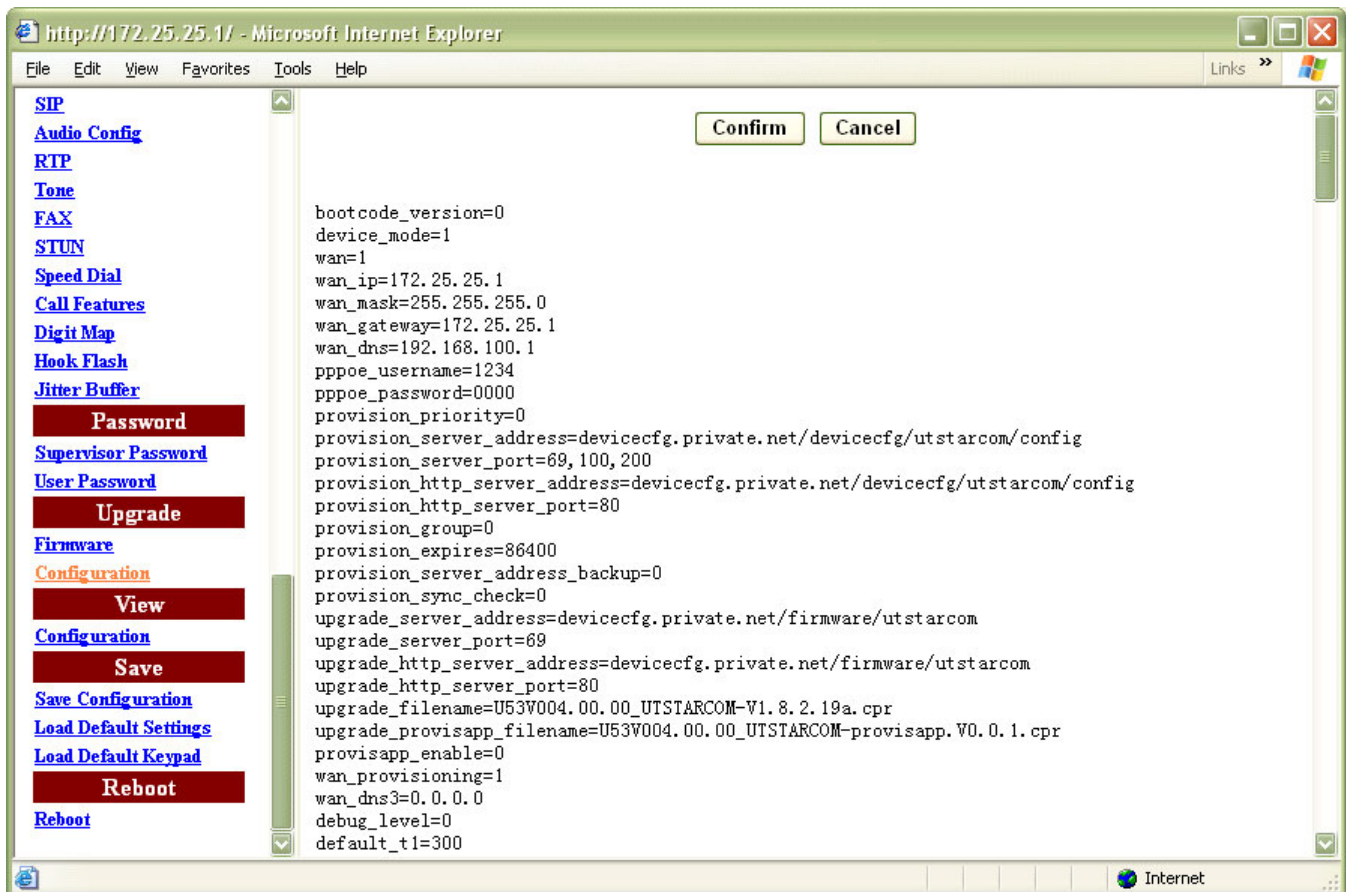 http://172.25.25.1/ - Microsoft Internet Explorer
File Edit View Favorites Tools Help Links »
SIP
Audio Config
RTP
Tone
FAX
STUN
Speed Dial
Call Features
Digit Map
Hook Flash
Jitter Buffer
Password
Supervisor Password
User Password
Upgrade
Firmware
Configuration
View
Configuration
Save
Save Configuration
Load Default Settings
Load Default Keypad
Reboot
Reboot
Confirm Cancel
bootcode_version=0
device_mode=1
wan=1
wan_ip=172.25.25.1
wan_mask=255.255.255.0
wan_gateway=172.25.25.1
wan_dns=192.168.100.1
pppoe_username=1234
pppoe_password=0000
provision_priority=0
provision_server_address=devicecfg.private.net/devicecfg/utstarcom/config
provision_server_port=69,100,200
provision_http_server_address=devicecfg.private.net/devicecfg/utstarcom/config
provision_http_server_port=80
provision_group=0
provision_expires=86400
provision_server_address_backup=0
provision_sync_check=0
upgrade_server_address=devicecfg.private.net/firmware/utstarcom
upgrade_server_port=69
upgrade_http_server_address=devicecfg.private.net/firmware/utstarcom
upgrade_http_server_port=80
upgrade_filename=U53V004.00.00_UTSTARCOM-V1.8.2.19a.cpr
upgrade_provisapp_filename=U53V004.00.00_UTSTARCOM-provisapp.V0.0.1.cpr
provisapp_enable=0
wan_provisioning=1
wan_dns3=0.0.0.0
debug_level=0
default_t1=300
Internet